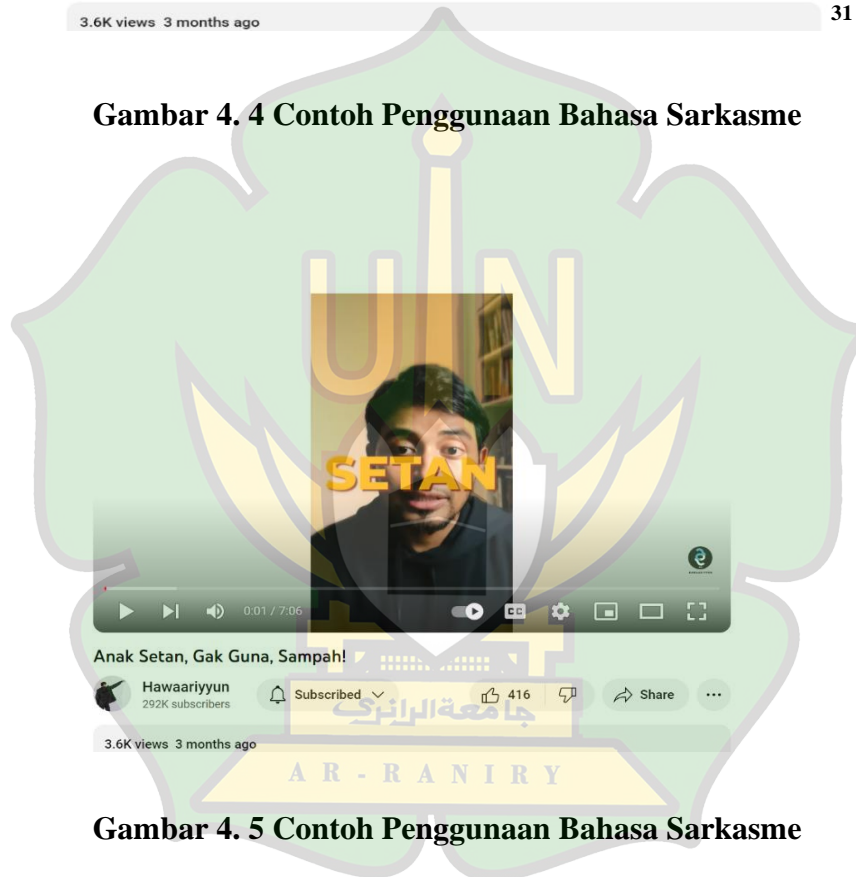 3.6K views 3 months ago
31
Gambar 4. 4 Contoh Penggunaan Bahasa Sarkasme
UIN
SETAN
0:01 / 7:06
CC
Anak Setan, Gak Guna, Sampah!
Hawaariyyun
292K subscribers
Subscribed
416
Share
جامعة الرانري
3.6K views 3 months ago
AR-RANIRY
Gambar 4. 5 Contoh Penggunaan Bahasa Sarkasme